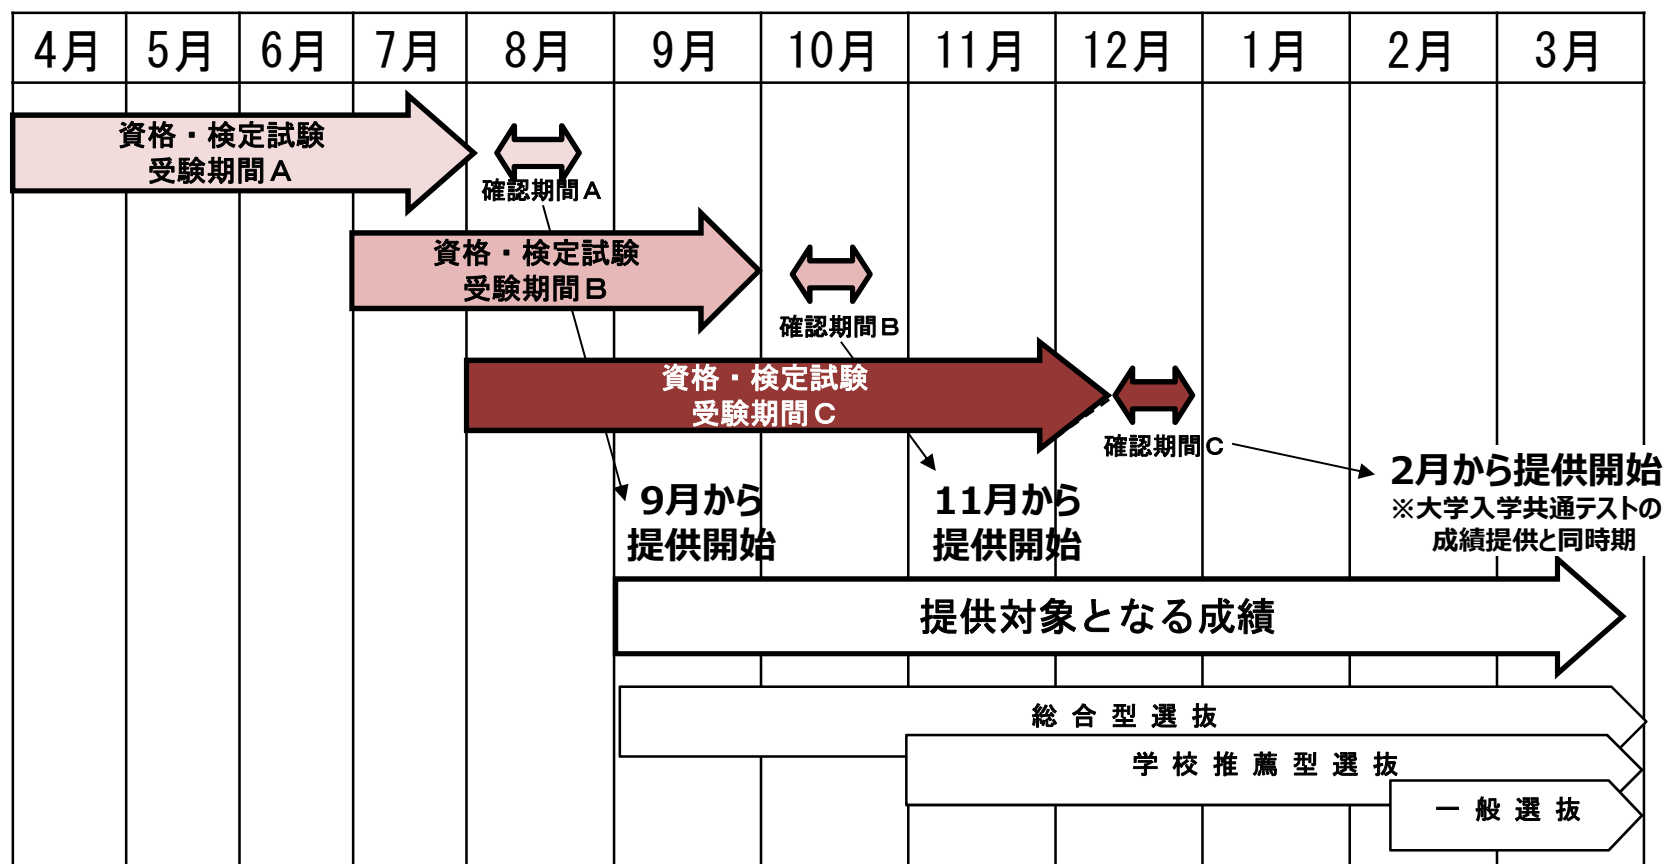 4月 5月 6月 7月 8月 9月 10月 11月 12月 1月 2月 3月
資格・検定試験
受験期間A
確認期間A
資格・検定試験
受験期間B
確認期間B
資格・検定試験
受験期間C
確認期間C
9月から
提供開始
11月から
提供開始
2月から提供開始
※大学入学共通テストの
成績提供と同時期
提供対象となる成績
総合型選抜
学校推薦型選抜
一般選抜